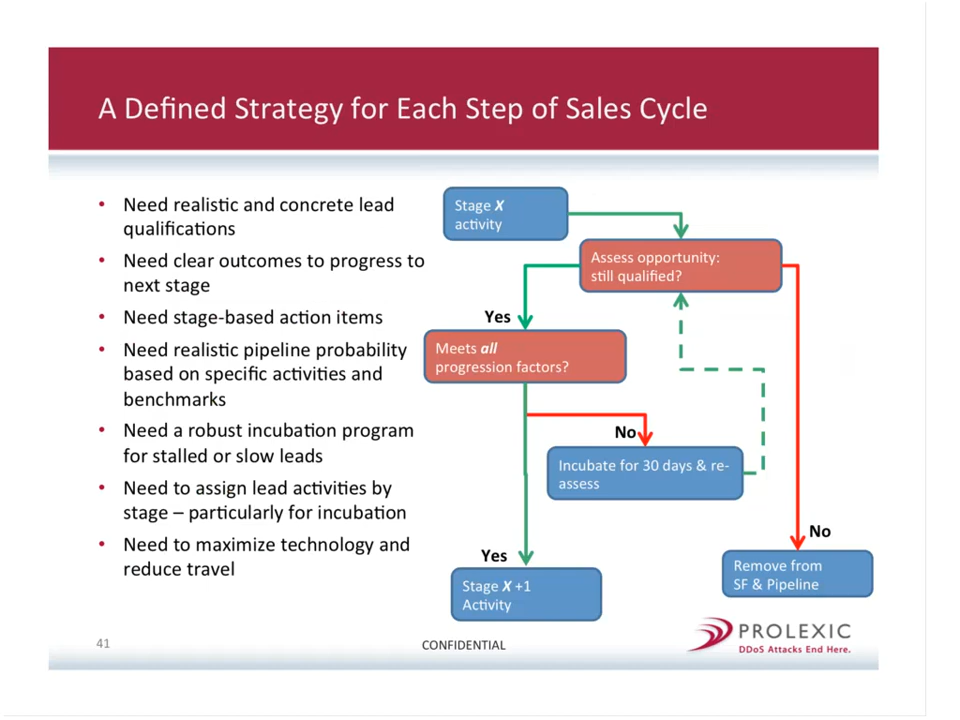 A Defined Strategy for Each Step of Sales Cycle
• Need realistic and concrete lead
qualifications
• Need clear outcomes to progress to
next stage
• Need stage-based action items
• Need realistic pipeline probability
based on specific activities and
benchmarks
• Need a robust incubation program
for stalled or slow leads
• Need to assign lead activities by
stage – particularly for incubation
• Need to maximize technology and
reduce travel
Stage X
activity
Assess opportunity:
still qualified?
Yes
Meets all
progression factors?
No
Incubate for 30 days & re-
assess
No
Yes
Remove from
SF & Pipeline
Stage X +1
Activity
41
CONFIDENTIAL
PROLEXIC
DDoS Attacks End Here.